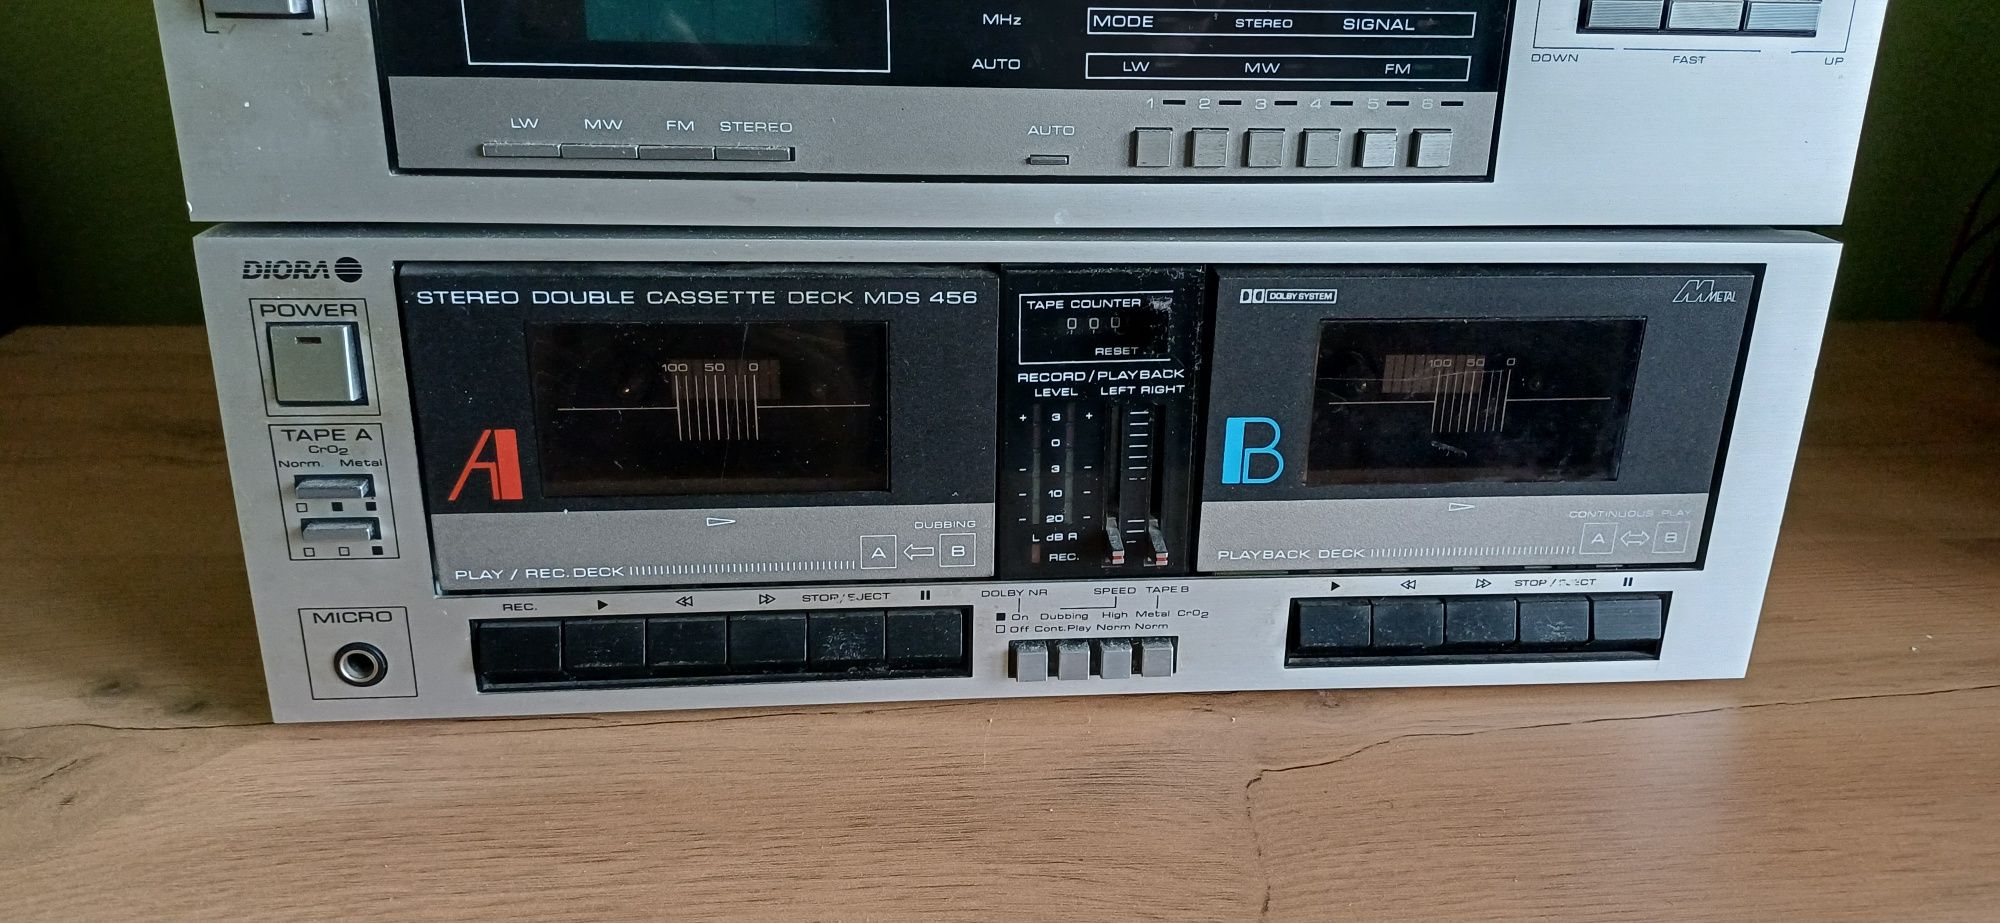 MHz
MODE STEREO SIGNAL
AUTO
LW MW FM
DOWN FAST UP
1 2 3 4 5 6
LW MW FM STEREO
AUTO
DIORA
POWER
STEREO DOUBLE CASSETTE DECK MDS 456
100 50 0
TAPE A
CrO2
Norm. Metal
A
DUBBING
A B
PLAY / REC. DECK
TAPE COUNTER
0 0 0
RESET
RECORD / PLAYBACK
LEVEL LEFT RIGHT
+ 3 +
0
- 3 -
- 10 -
- 20 -
L dB R
REC.
DOLBY SYSTEM
METAL
100 50 0
B
CONTINUOUS PLAY
A B
PLAYBACK DECK
MICRO
REC. STOP/EJECT
DOLBY NR SPEED TAPE B
On Dubbing High Metal CrO2
Off Cont. Play Norm Norm
STOP / EJECT